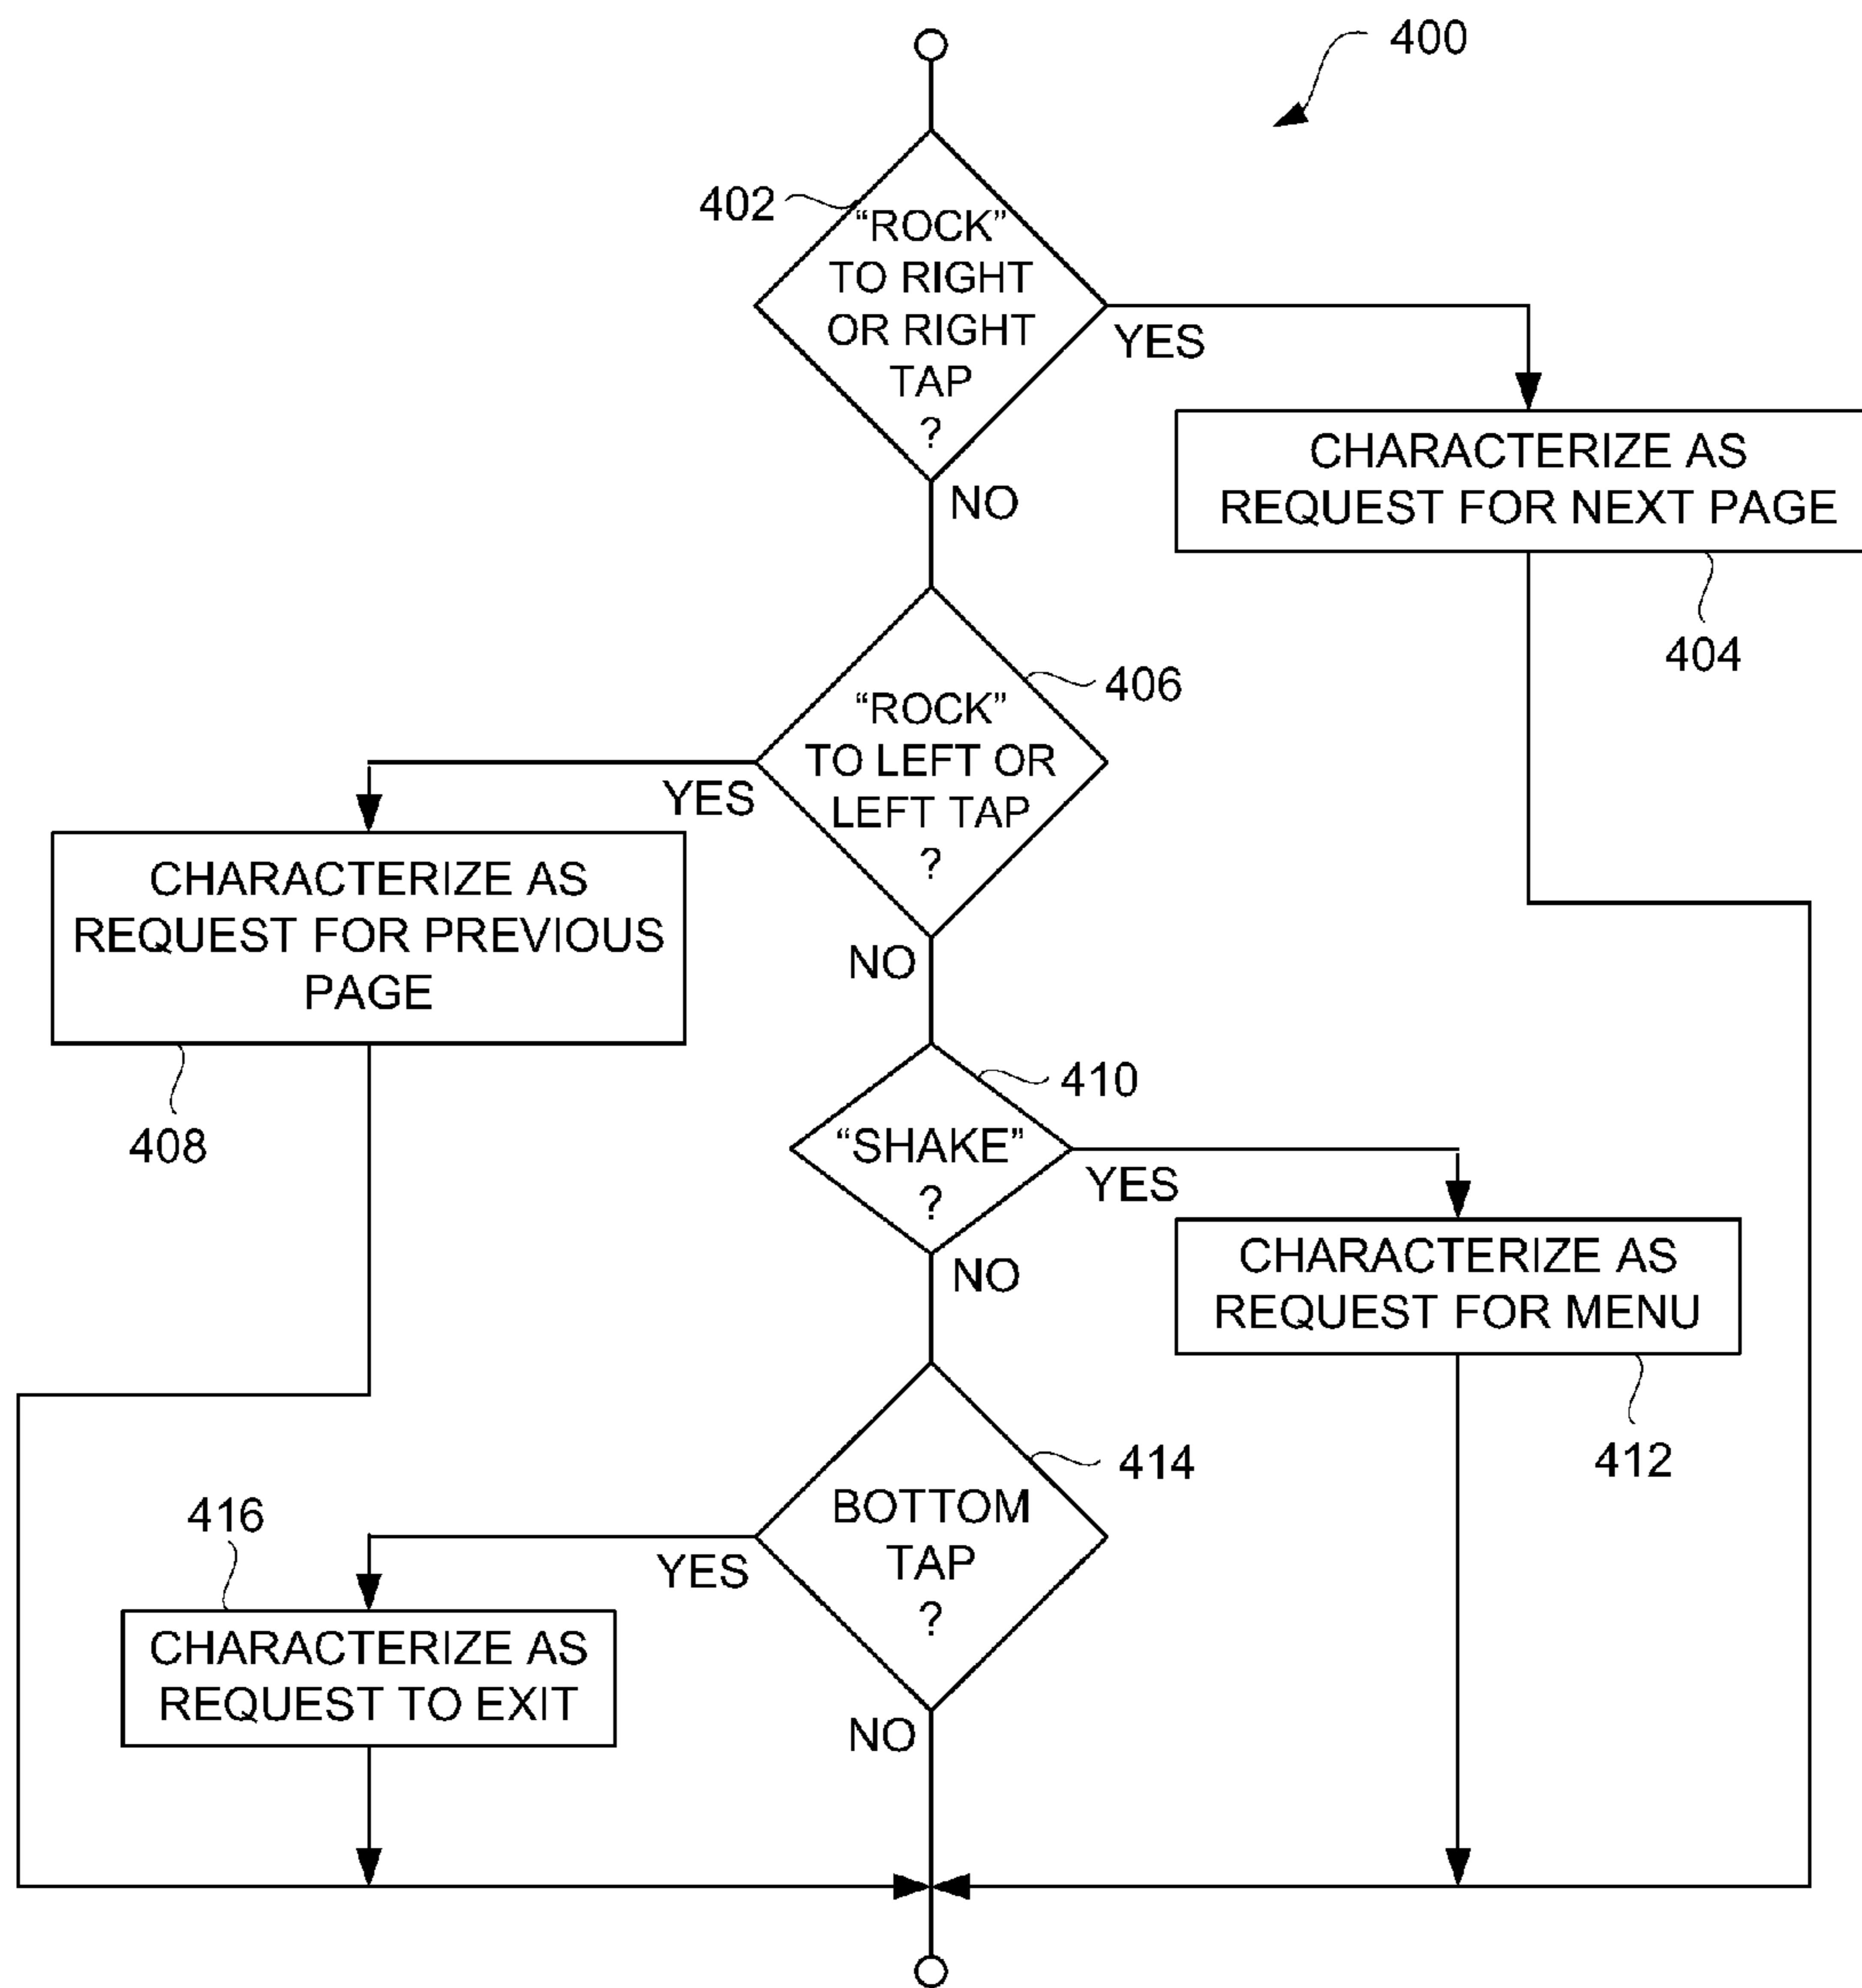 400
402
“ROCK”
TO RIGHT
OR RIGHT
TAP
?
YES
NO
CHARACTERIZE AS
REQUEST FOR NEXT PAGE
404
406
“ROCK”
TO LEFT OR
LEFT TAP
?
YES
NO
CHARACTERIZE AS
REQUEST FOR PREVIOUS
PAGE
408
410
“SHAKE”
?
YES
NO
CHARACTERIZE AS
REQUEST FOR MENU
412
414
BOTTOM
TAP
?
YES
NO
416
CHARACTERIZE AS
REQUEST TO EXIT